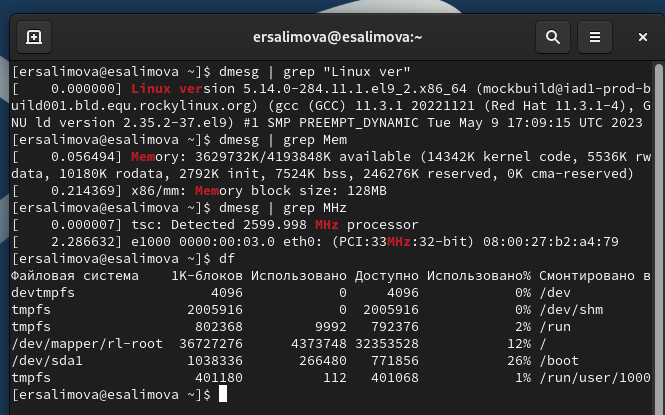 ersalimova@esalimova:~
[ersalimova@esalimova ~]$ dmesg | grep "Linux ver"
[    0.000000] Linux version 5.14.0-284.11.1.el9_2.x86_64 (mockbuild@iad1-prod-b
uild001.bld.equ.rockylinux.org) (gcc (GCC) 11.3.1 20221121 (Red Hat 11.3.1-4), G
NU ld version 2.35.2-37.el9) #1 SMP PREEMPT_DYNAMIC Tue May 9 17:09:15 UTC 2023
[ersalimova@esalimova ~]$ dmesg | grep Mem
[    0.056494] Memory: 3629732K/4193848K available (14342K kernel code, 5536K rw
data, 10180K rodata, 2792K init, 7524K bss, 246276K reserved, 0K cma-reserved)
[    0.214369] x86/mm: Memory block size: 128MB
[ersalimova@esalimova ~]$ dmesg | grep MHz
[    0.000007] tsc: Detected 2599.998 MHz processor
[    2.286632] e1000 0000:00:03.0 eth0: (PCI:33MHz:32-bit) 08:00:27:b2:a4:79
[ersalimova@esalimova ~]$ df
Файловая система    1K-блоков Использовано Доступно Использовано% Смонтировано в
devtmpfs                 4096            0     4096            0% /dev
tmpfs                 2005916            0  2005916            0% /dev/shm
tmpfs                  802368         9992   792376            2% /run
/dev/mapper/rl-root  36727276      4373748 32353528           12% /
/dev/sda1             1038336       266480   771856           26% /boot
tmpfs                  401180          112   401068            1% /run/user/1000
[ersalimova@esalimova ~]$